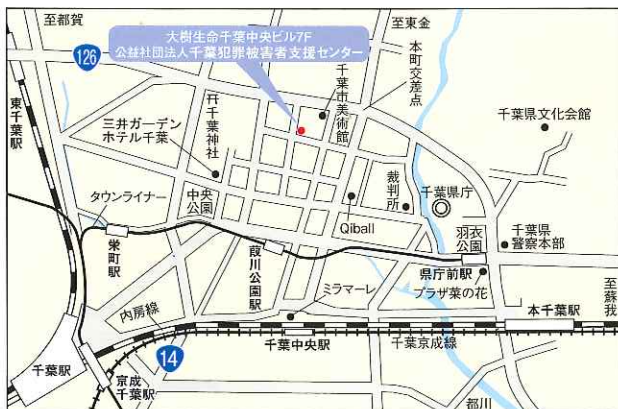 至都賀
至東金
大樹生命千葉中央ビル7F
公益社団法人千葉犯罪被害者支援センター
126
本町交差点
千葉市美術館
千葉県文化会館
東千葉駅
三井ガーデン
ホテル千葉
千葉神社
中央
公園
裁判所
千葉県庁
タウンライナー
Qiball
羽衣
公園
千葉県
警察本部
栄町駅
葭川公園駅
県庁前駅
プラザ菜の花
ミラマーレ
至蘇我
内房線
本千葉駅
千葉中央駅
千葉京成線
14
千葉駅
京成
千葉駅
都川